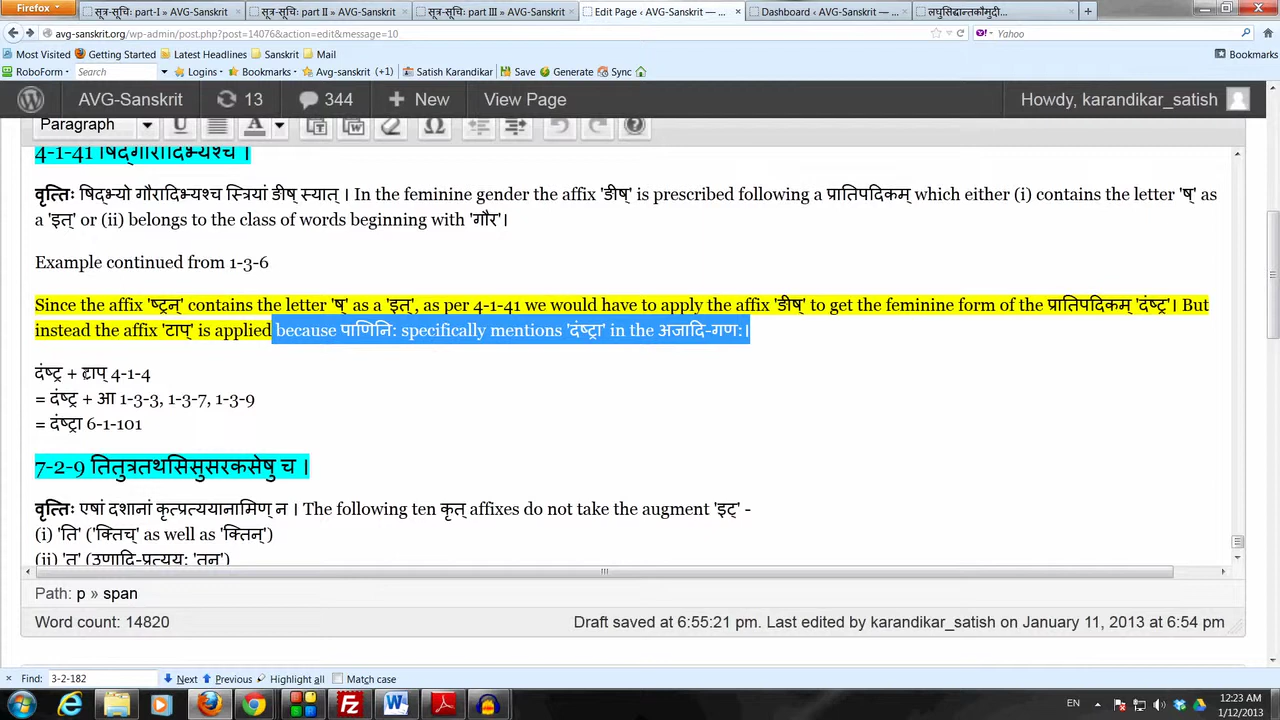 Firefox
सूत्र-सूचिः part-I » AVG-Sanskrit
सूत्र-सूचिः part II » AVG-Sanskrit
सूत्र-सूचिः part III » AVG-Sanskrit
Edit Page ‹ AVG-Sanskrit — ...
Dashboard ‹ AVG-Sanskrit — ...
लघुसिद्धान्तकौमुदी...
avg-sanskrit.org/wp-admin/post.php?post=14076&action=edit&message=10
Yahoo
Most Visited Getting Started Latest Headlines Sanskrit Mail Bookmarks
RoboForm Search Logins Bookmarks Avg-sanskrit (+1) Satish Karandikar Save Generate Sync
AVG-Sanskrit 13 344 New View Page Howdy, karandikar_satish
Paragraph
4-1-41 षिद्गौरादिभ्यश्च ।
वृत्तिः षिद्भ्यो गौरादिभ्यश्च स्त्रियां ङीष् स्यात् । In the feminine gender the affix 'ङीष्' is prescribed following a प्रातिपदिकम् which either (i) contains the letter 'ष्' as
a 'इत्' or (ii) belongs to the class of words beginning with 'गौर'।
Example continued from 1-3-6
Since the affix 'ष्ट्रन्' contains the letter 'ष्' as a 'इत्', as per 4-1-41 we would have to apply the affix 'ङीष्' to get the feminine form of the प्रातिपदिकम् 'दंष्ट्र'। But
instead the affix 'टाप्' is applied because पाणिनि: specifically mentions 'दंष्ट्रा' in the अजादि-गण:।
दंष्ट्र + टाप् 4-1-4
= दंष्ट्र + आ 1-3-3, 1-3-7, 1-3-9
= दंष्ट्रा 6-1-101
7-2-9 तितुत्रतथसिसुसरकसेषु च ।
वृत्तिः एषां दशानां कृत्प्रत्ययानामिण् न । The following ten कृत् affixes do not take the augment 'इट्' -
(i) 'ति' ('क्तिच्' as well as 'क्तिन्')
(ii) 'तु' (उणादि-प्रत्यय: 'तुन्')
Path: p » span
Word count: 14820 Draft saved at 6:55:21 pm. Last edited by karandikar_satish on January 11, 2013 at 6:54 pm
Find: 3-2-182 Next Previous Highlight all Match case
EN 12:23 AM
1/12/2013